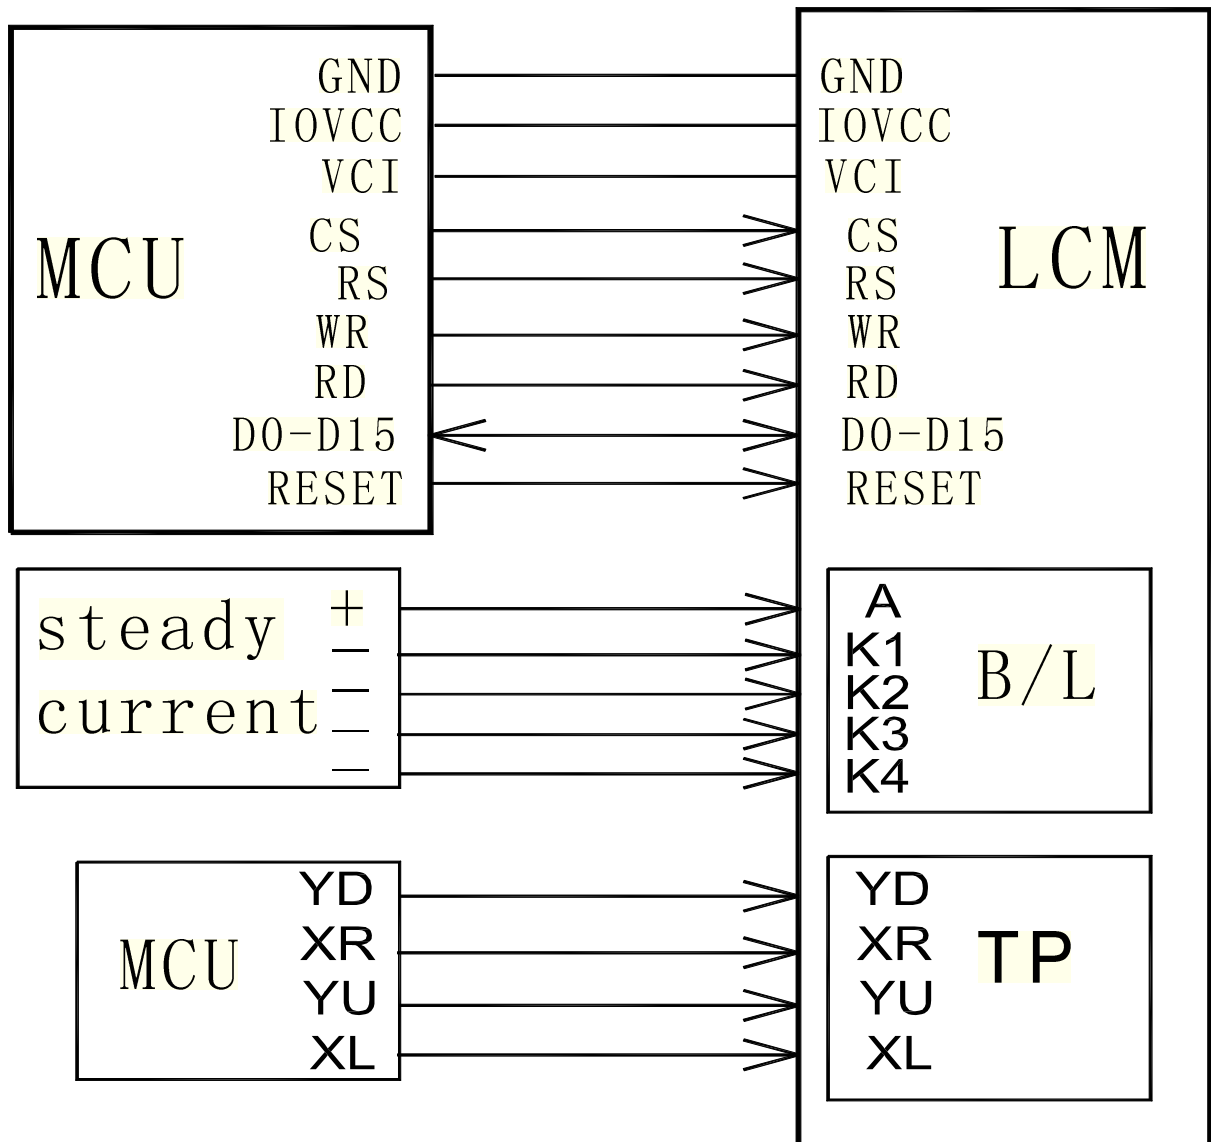 GND GND
IOVCC IOVCC
VCI VCI
CS CS
RS RS
MCU LCM
WR WR
RD RD
D0-D15 D0-D15
RESET RESET
steady + A
— K1
current — K2 B/L
— K3
— K4
YD YD
XR XR
MCU TP
YU YU
XL XL